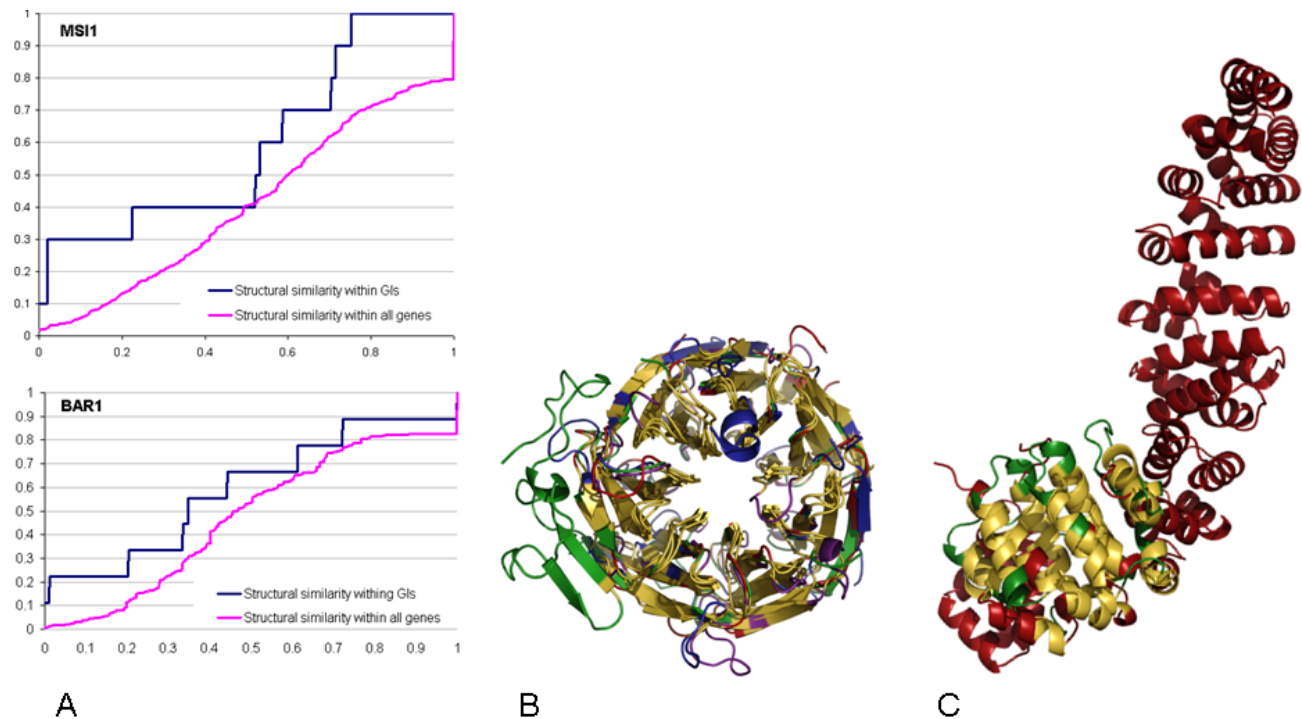 MSI1
1
0.9
0.8
0.7
0.6
0.5
0.4
0.3
0.2
0.1
0
Structural similarity within GIs
Structural similarity within all genes
0 0.2 0.4 0.6 0.8 1
BAR1
1
0.9
0.8
0.7
0.6
0.5
0.4
0.3
0.2
0.1
0
Structural similarity withing GIs
Structural similarity within all genes
0 0.1 0.2 0.3 0.4 0.5 0.6 0.7 0.8 0.9 1
A B C